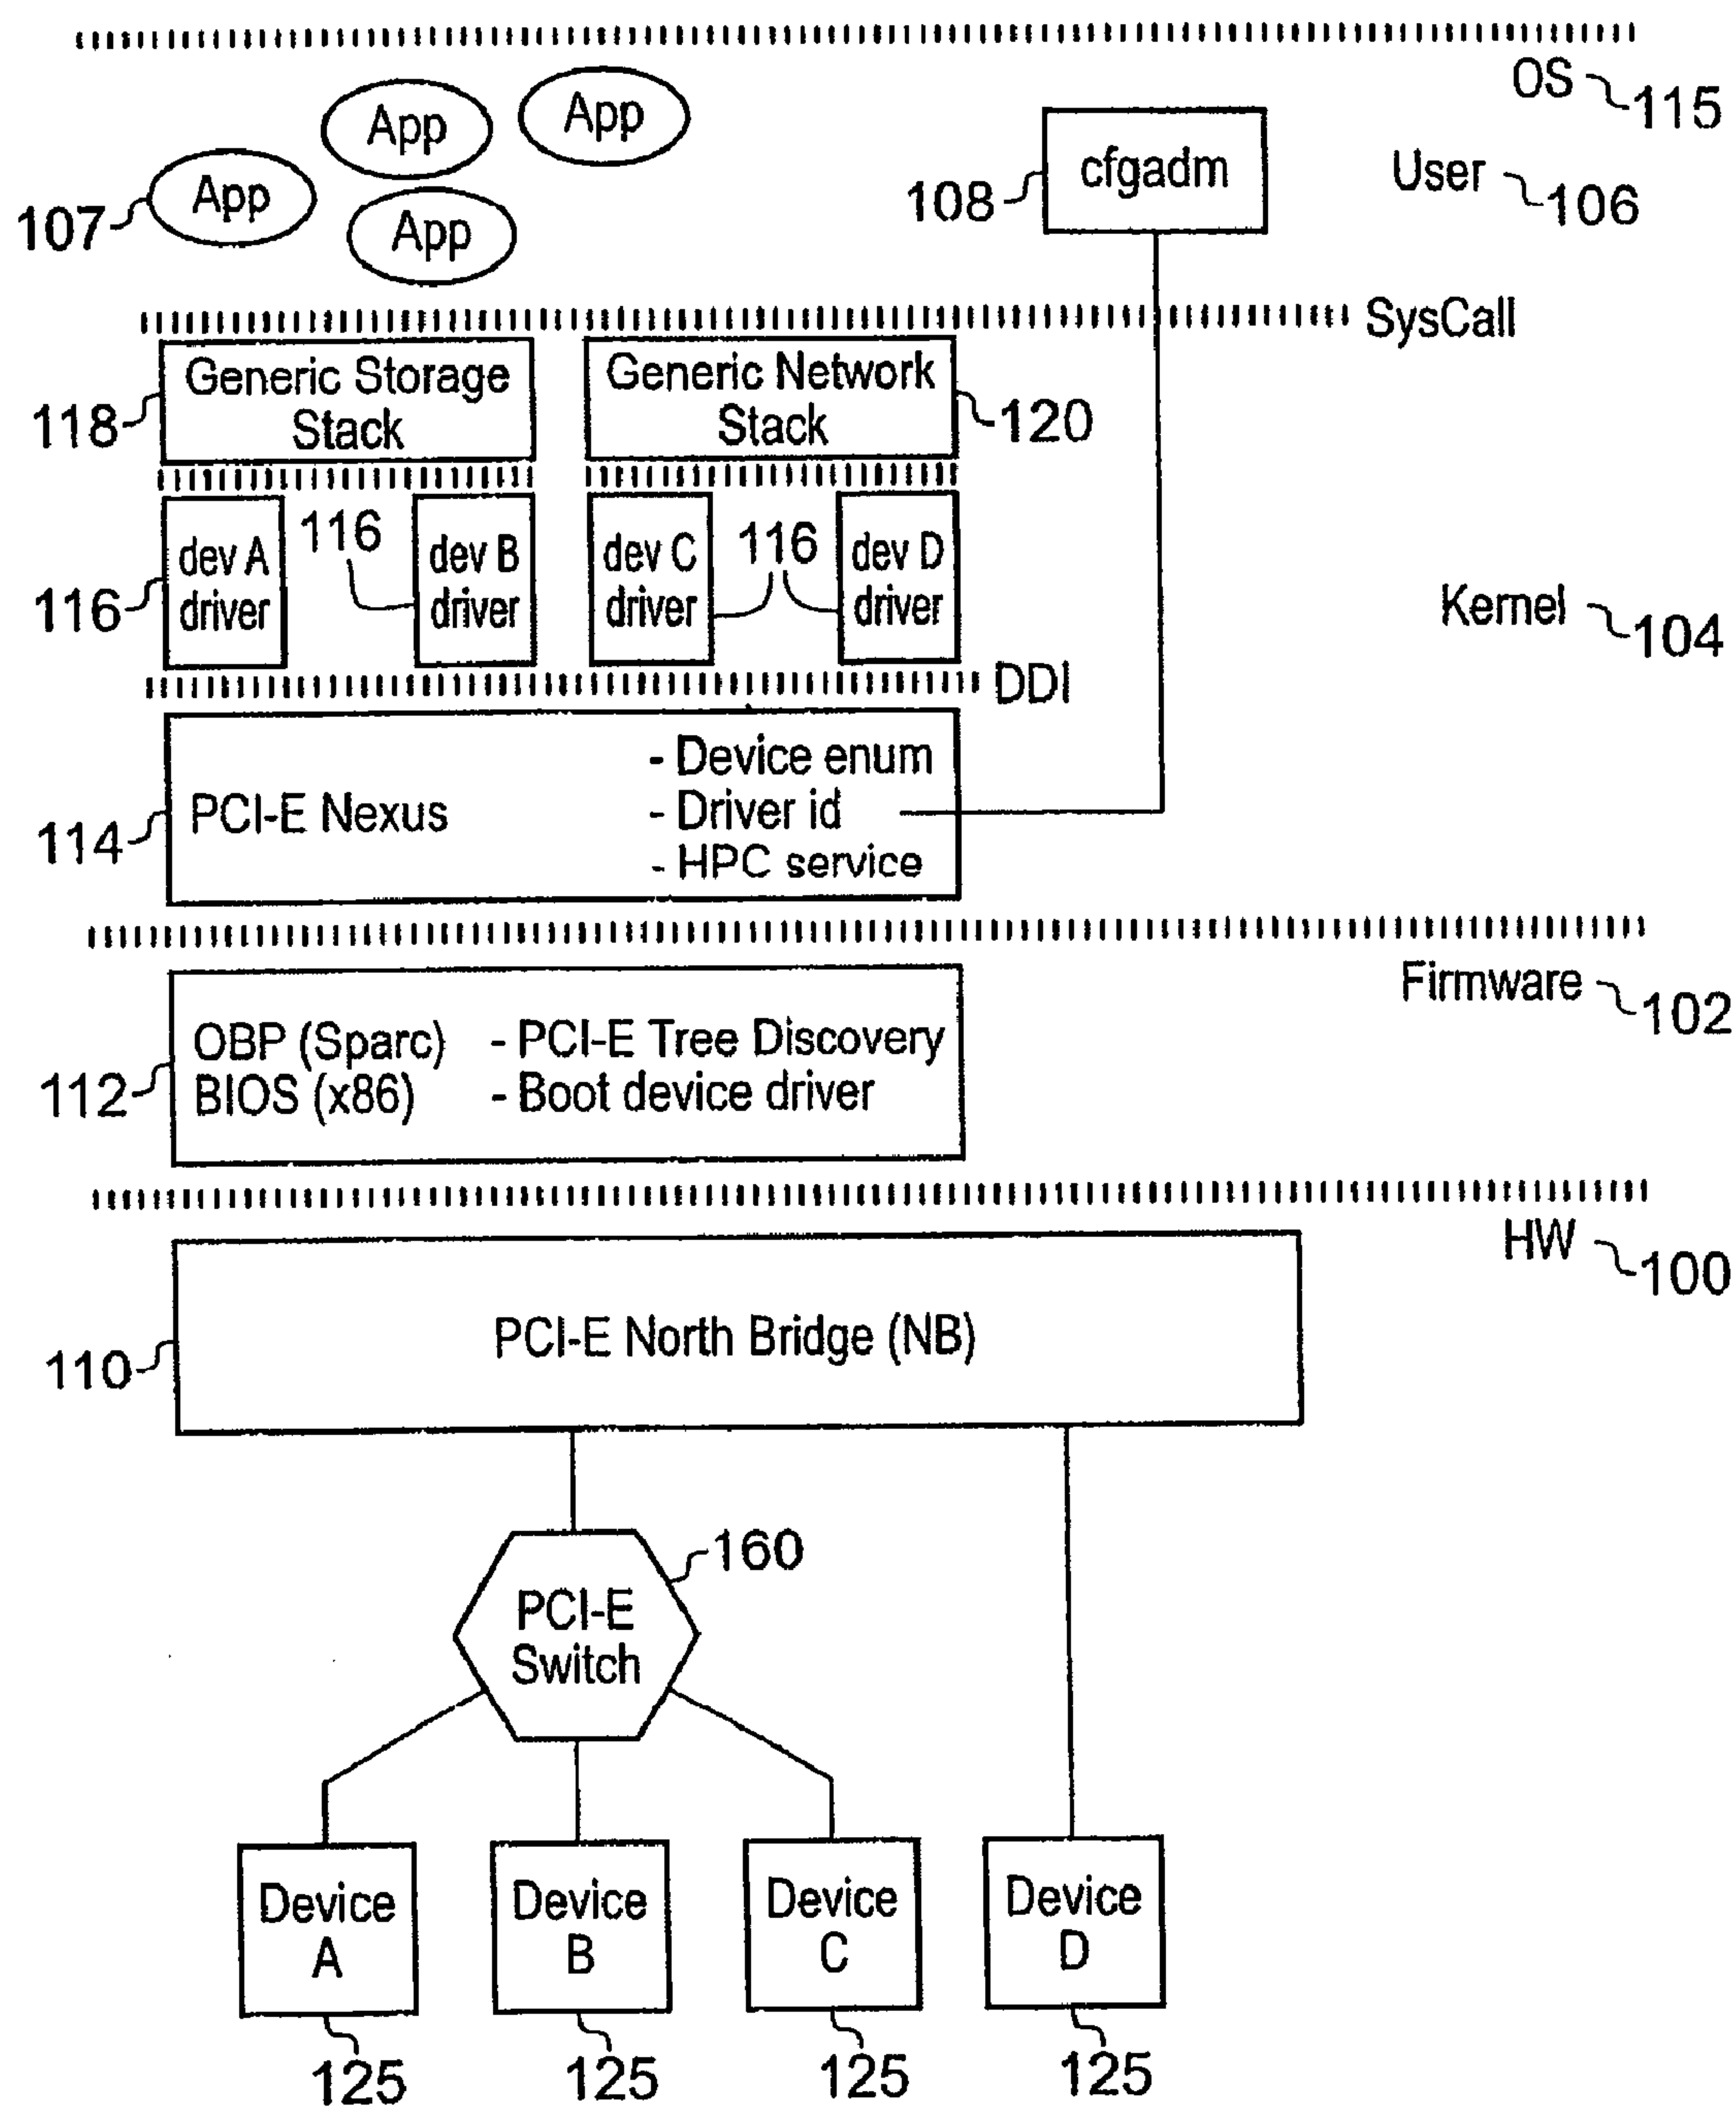 OS 115
App
App
App
107
App
cfgadm
108
User 106
SysCall
Generic Storage
Stack
118
Generic Network
Stack
120
dev A
driver
116
116
dev B
driver
dev C
driver
116
dev D
driver
Kernel 104
DDI
PCI-E Nexus
114
- Device enum
- Driver id
- HPC service
Firmware 102
OBP (Sparc) - PCI-E Tree Discovery
BIOS (x86) - Boot device driver
112
HW 100
PCI-E North Bridge (NB)
110
160
PCI-E
Switch
Device
A
Device
B
Device
C
Device
D
125
125
125
125